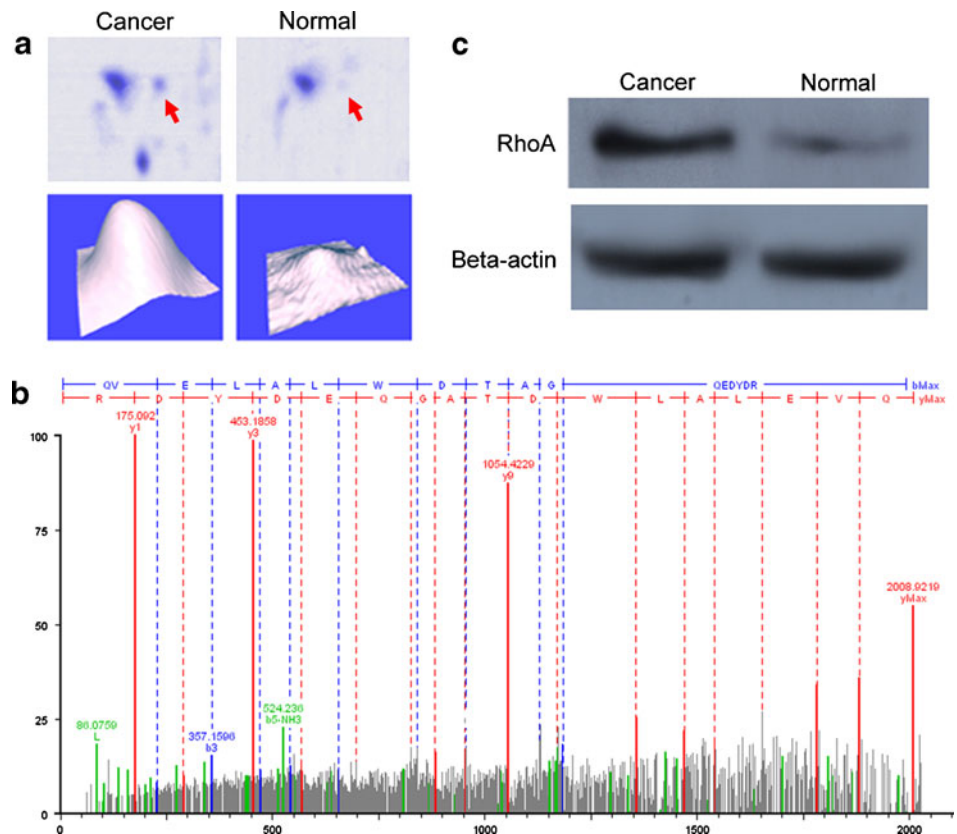 a
Cancer Normal
c
Cancer Normal
RhoA
Beta-actin
b
QV E L A L W D T A G QEDYDR bMax
R D Y D E Q G A T D W L A L E V Q yMax
175.092
y1
453.1858
y3
1054.4229
y9
2008.9219
yMax
86.0759
L
357.1596
b3
524.236
b5-NH3
100
75
50
25
0
0 500 1000 1500 2000